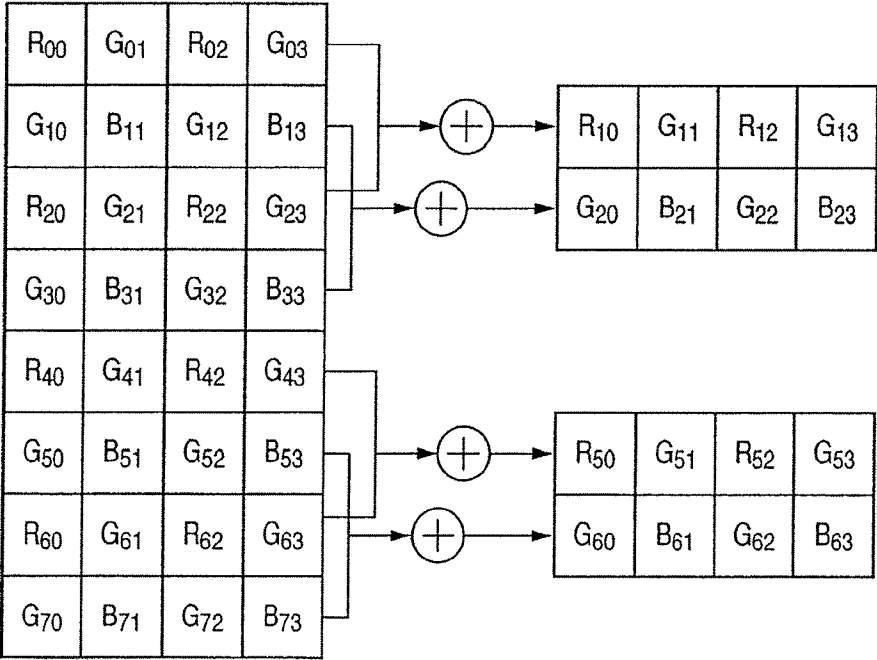 R00 G01 R02 G03
G10 B11 G12 B13
R20 G21 R22 G23
G30 B31 G32 B33
R40 G41 R42 G43
G50 B51 G52 B53
R60 G61 R62 G63
G70 B71 G72 B73
+
+
R10 G11 R12 G13
G20 B21 G22 B23
+
+
R50 G51 R52 G53
G60 B61 G62 B63